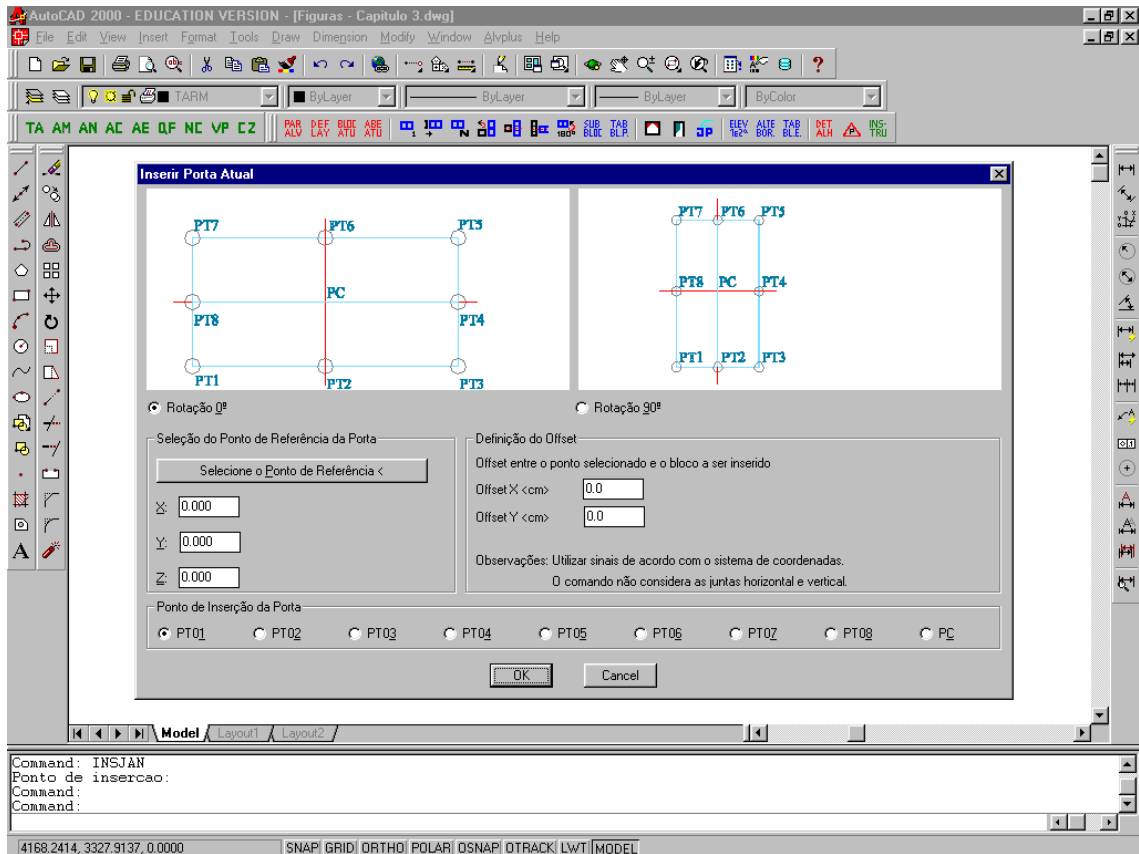 AutoCAD 2000 - EDUCATION VERSION - [Figuras - Capitulo 3.dwg]
File Edit View Insert Format Tools Draw Dimension Modify Window Alvplus Help
TARM ByLayer ByLayer ByLayer ByColor
TA AM AN AC AE QF NC VP CZ PAR ALV DEF LAY BLOC ATU ABE ATU 180º SUB BLOC TAB BL.P. JP ELEV 1e2ª ALTE BOR. TAB BL.E. DET ALH INS- TRU
Inserir Porta Atual
PT7 PT6 PT5
PC
PT8 PT4
PT1 PT2 PT3
PT7 PT6 PT5
PT8 PC PT4
PT1 PT2 PT3
Rotação 0º Rotação 90º
Seleção do Ponto de Referência da Porta
Selecione o Ponto de Referência <
X: 0.000
Y: 0.000
Z: 0.000
Definição do Offset
Offset entre o ponto selecionado e o bloco a ser inserido
Offset X <cm> 0.0
Offset Y <cm> 0.0
Observações: Utilizar sinais de acordo com o sistema de coordenadas.
O comando não considera as juntas horizontal e vertical.
Ponto de Inserção da Porta
PT01 PT02 PT03 PT04 PT05 PT06 PT07 PT08 PC
OK Cancel
Model Layout1 Layout2
Command: INSJAN
Ponto de insercao:
Command:
Command:
4168.2414, 3327.9137, 0.0000 SNAP GRID ORTHO POLAR OSNAP OTRACK LWT MODEL